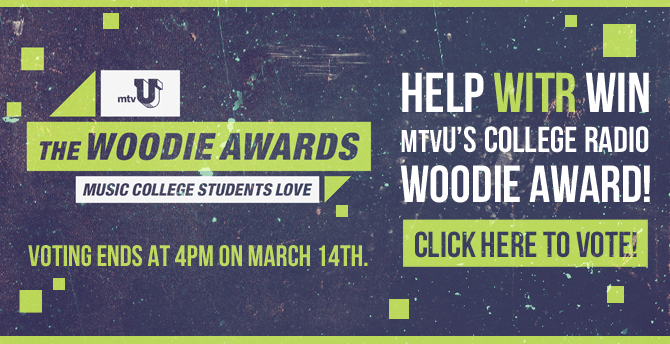 mtvU
THE WOODIE AWARDS
MUSIC COLLEGE STUDENTS LOVE
VOTING ENDS AT 4PM ON MARCH 14TH.
HELP WITR WIN
MTVU'S COLLEGE RADIO
WOODIE AWARD!
CLICK HERE TO VOTE!